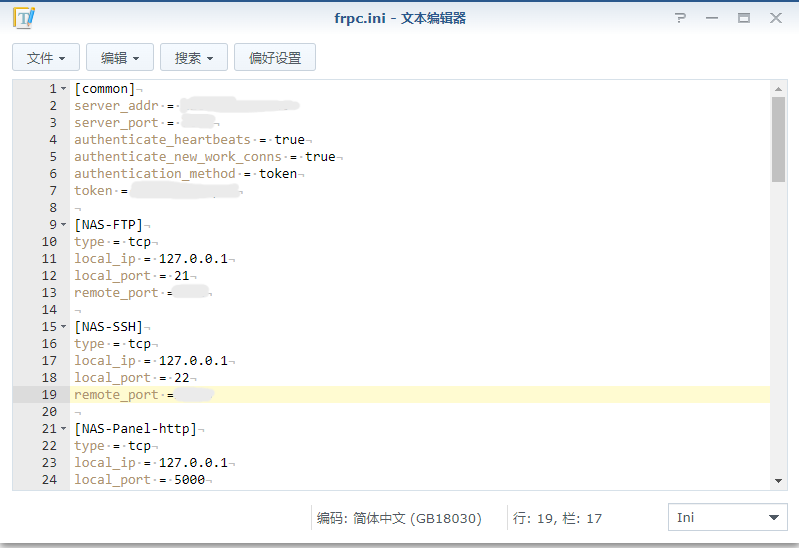 frpc.ini - 文本编辑器
文件 编辑 搜索 偏好设置
1 [common]
2 server_addr =
3 server_port =
4 authenticate_heartbeats = true
5 authenticate_new_work_conns = true
6 authentication_method = token
7 token =
8
9 [NAS-FTP]
10 type = tcp
11 local_ip = 127.0.0.1
12 local_port = 21
13 remote_port =
14
15 [NAS-SSH]
16 type = tcp
17 local_ip = 127.0.0.1
18 local_port = 22
19 remote_port =
20
21 [NAS-Panel-http]
22 type = tcp
23 local_ip = 127.0.0.1
24 local_port = 5000
编码: 简体中文 (GB18030) 行: 19, 栏: 17 Ini